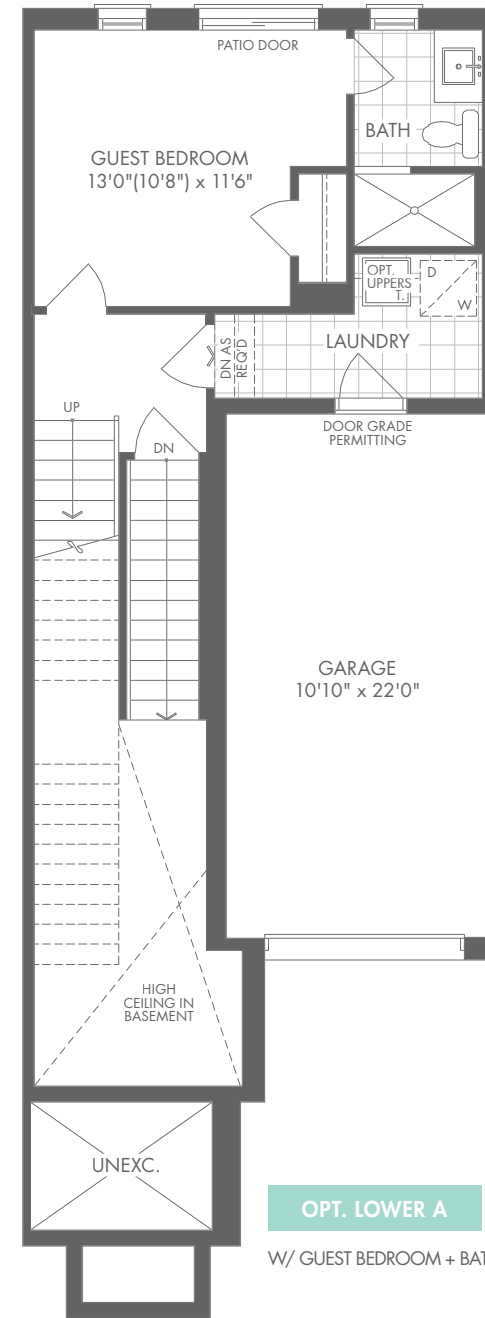 PATIO DOOR
BATH
GUEST BEDROOM
13'0"(10'8") x 11'6"
OPT.
UPPERS
T.
D
W
DN AS
REQ'D
LAUNDRY
UP
DN
DOOR GRADE
PERMITTING
GARAGE
10'10" x 22'0"
HIGH
CEILING IN
BASEMENT
UNEXC.
OPT. LOWER A
W/ GUEST BEDROOM + BAT